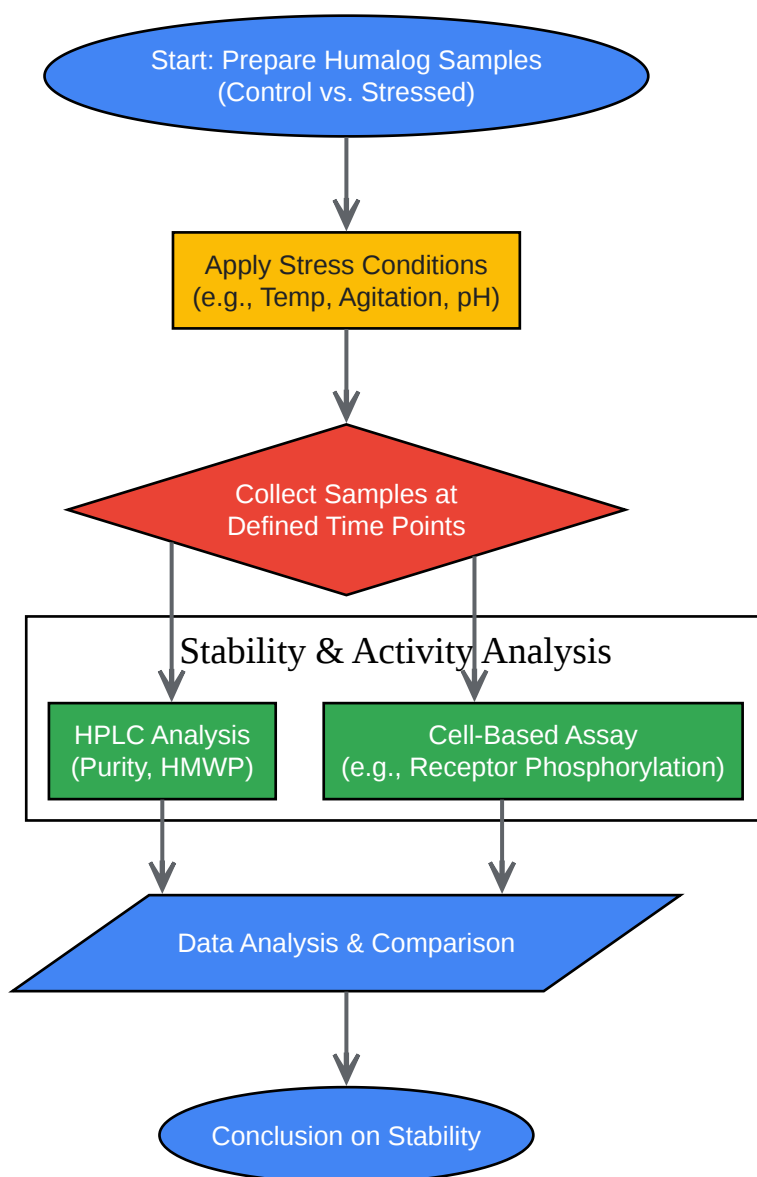 Start: Prepare Humalog Samples
(Control vs. Stressed)
Apply Stress Conditions
(e.g., Temp, Agitation, pH)
Collect Samples at
Defined Time Points
Stability & Activity Analysis
HPLC Analysis
(Purity, HMWP)
Cell-Based Assay
(e.g., Receptor Phosphorylation)
Data Analysis & Comparison
Conclusion on Stability